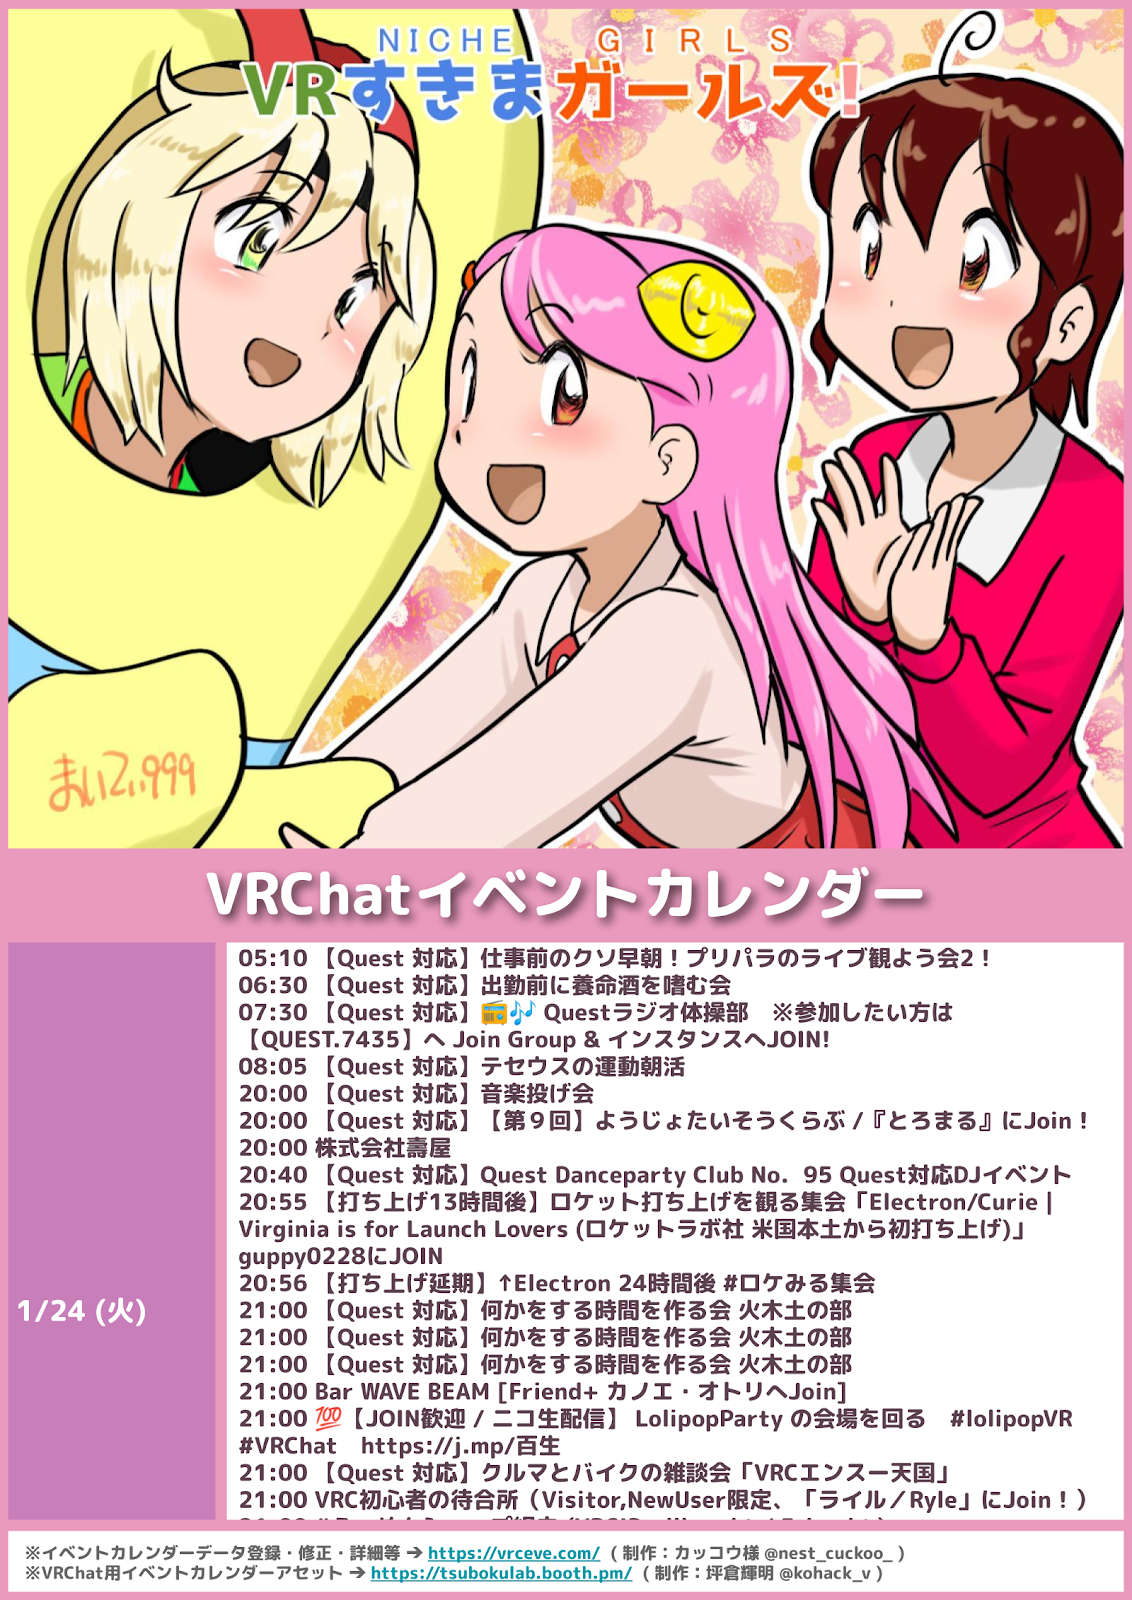 NICHE GIRLS
VRすきまガールズ!
まいてぃ999
VRChatイベントカレンダー
1/24 (火)
05:10 【Quest 対応】仕事前のクソ早朝！プリパラのライブ観よう会2！
06:30 【Quest 対応】出勤前に養命酒を嗜む会
07:30 【Quest 対応】📻🎶 Questラジオ体操部　※参加したい方は
【QUEST.7435】へ Join Group & インスタンスへJOIN!
08:05 【Quest 対応】テセウスの運動朝活
20:00 【Quest 対応】音楽投げ会
20:00 【Quest 対応】【第９回】ようじょたいそうくらぶ /『とろまる』にJoin！
20:00 株式会社壽屋
20:40 【Quest 対応】Quest Danceparty Club No．95 Quest対応DJイベント
20:55 【打ち上げ13時間後】ロケット打ち上げを観る集会「Electron/Curie |
Virginia is for Launch Lovers (ロケットラボ社 米国本土から初打ち上げ)」
guppy0228にJOIN
20:56 【打ち上げ延期】↑Electron 24時間後 #ロケみる集会
21:00 【Quest 対応】何かをする時間を作る会 火木土の部
21:00 【Quest 対応】何かをする時間を作る会 火木土の部
21:00 【Quest 対応】何かをする時間を作る会 火木土の部
21:00 Bar WAVE BEAM [Friend+ カノエ・オトリへJoin]
21:00 💯【JOIN歓迎 / ニコ生配信】 LolipopParty の会場を回る　#lolipopVR
#VRChat　https://j.mp/百生
21:00 【Quest 対応】クルマとバイクの雑談会「VRCエンスー天国」
21:00 VRC初心者の待合所（Visitor,NewUser限定、「ライル／Ryle」にJoin！）
※イベントカレンダーデータ登録・修正・詳細等 ➔ https://vrceve.com/（制作：カッコウ様 @nest_cuckoo_ ）
※VRChat用イベントカレンダーアセット ➔ https://tsubokulab.booth.pm/（制作：坪倉輝明 @kohack_v ）